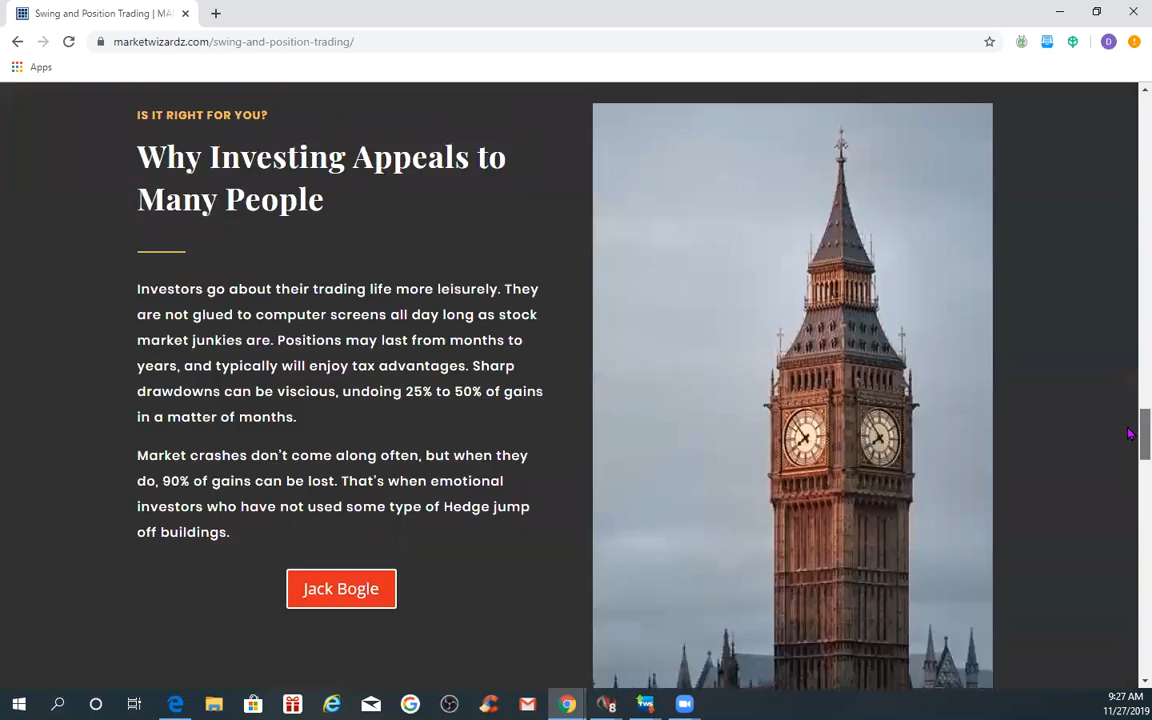 Swing and Position Trading | MA
marketwizardz.com/swing-and-position-trading/
D
Apps
IS IT RIGHT FOR YOU?
Why Investing Appeals to
Many People
Investors go about their trading life more leisurely. They
are not glued to computer screens all day long as stock
market junkies are. Positions may last from months to
years, and typically will enjoy tax advantages. Sharp
drawdowns can be viscious, undoing 25% to 50% of gains
in a matter of months.
Market crashes don't come along often, but when they
do, 90% of gains can be lost. That's when emotional
investors who have not used some type of Hedge jump
off buildings.
Jack Bogle
8
TWS
9:27 AM
11/27/2019